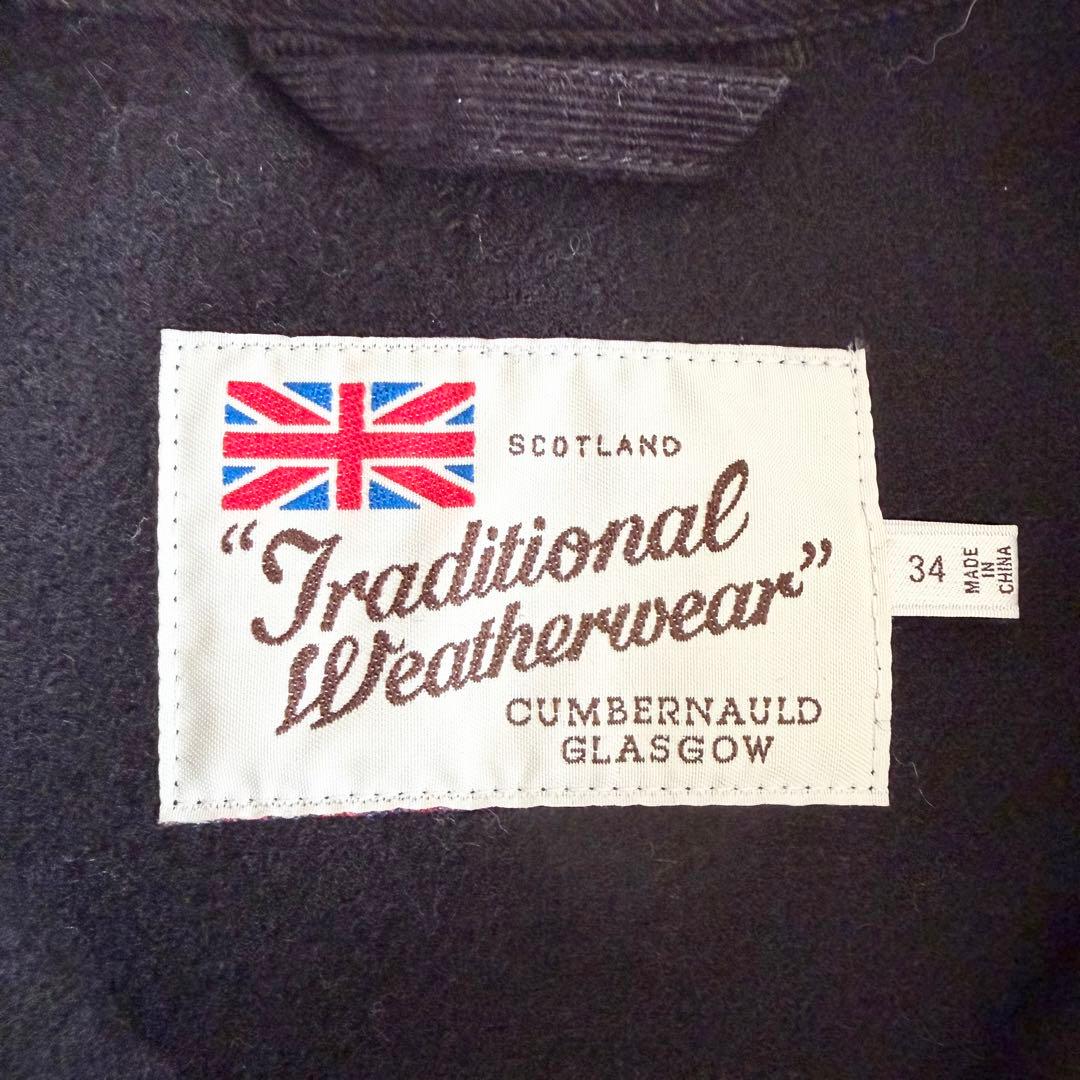 SCOTLAND
"Traditional
Weatherwear"
CUMBERNAULD
GLASGOW
34
MADE
IN
CHINA